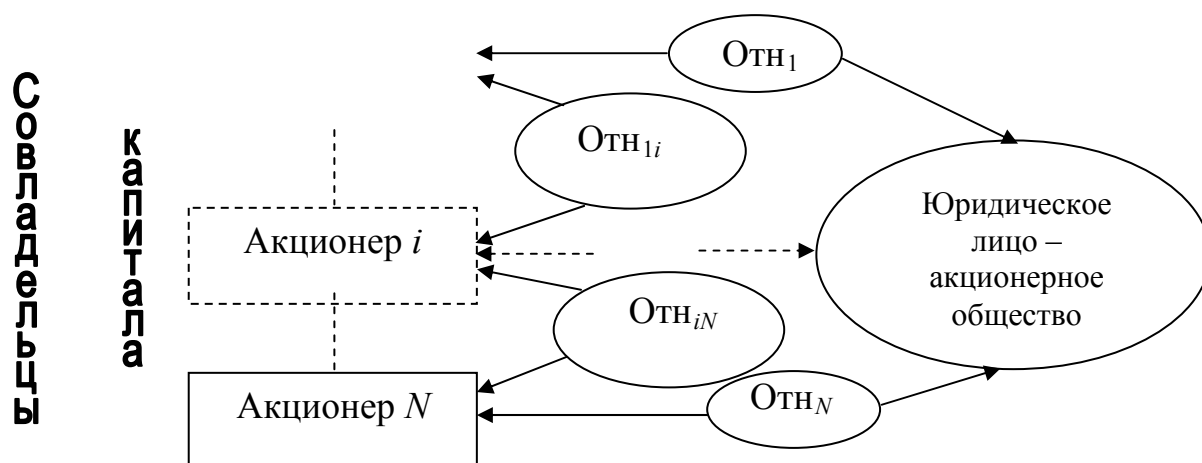 Совладельцы
капитала
Отн1
Отн1i
Акционер i
Юридическое
лицо –
акционерное
общество
ОтнiN
Акционер N
ОтнN